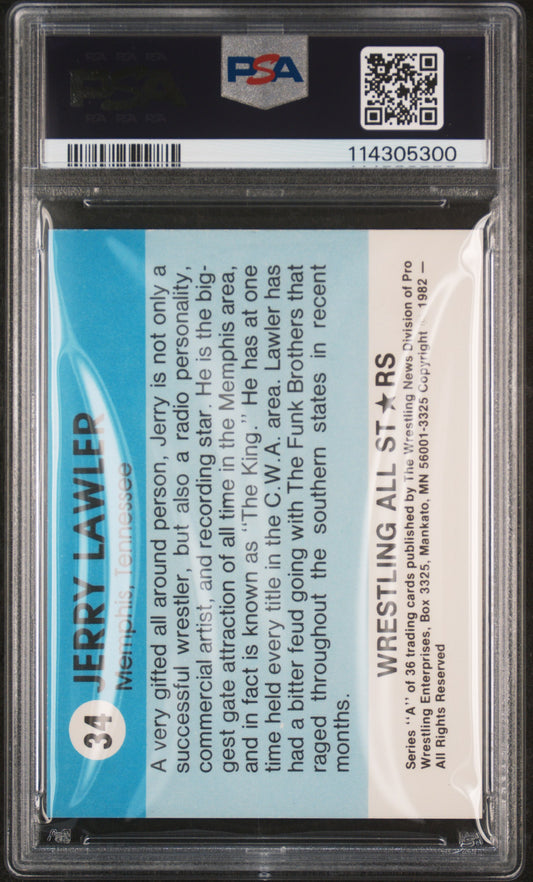 PSA
114305300
34 JERRY LAWLER
Memphis, Tennessee
A very gifted all around person, Jerry is not only a
successful wrestler, but also a radio personality,
commercial artist, and recording star. He is the big-
gest gate attraction of all time in the Memphis area,
and in fact is known as "The King." He has at one
time held every title in the C.W.A. area. Lawler has
had a bitter feud going with The Funk Brothers that
raged throughout the southern states in recent
months.
WRESTLING ALL ST★RS
Series "A" of 36 trading cards published by The Wrestling News Division of Pro
Wrestling Enterprises, Box 3325, Mankato, MN 56001-3325 Copyright - 1982 —
All Rights Reserved